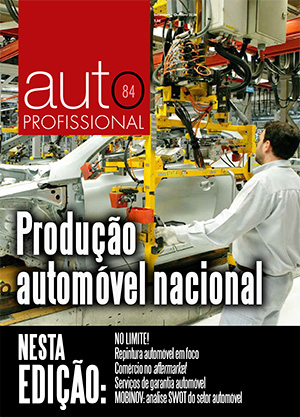 auto
84
PROFISSIONAL
Produção
automóvel nacional
NESTA
EDIÇÃO:
NO LIMITE!
Repintura automóvel em foco
Comércio no aftermarket
Serviços de garantia automóvel
MOBINOV: analise SWOT do setor automóvel